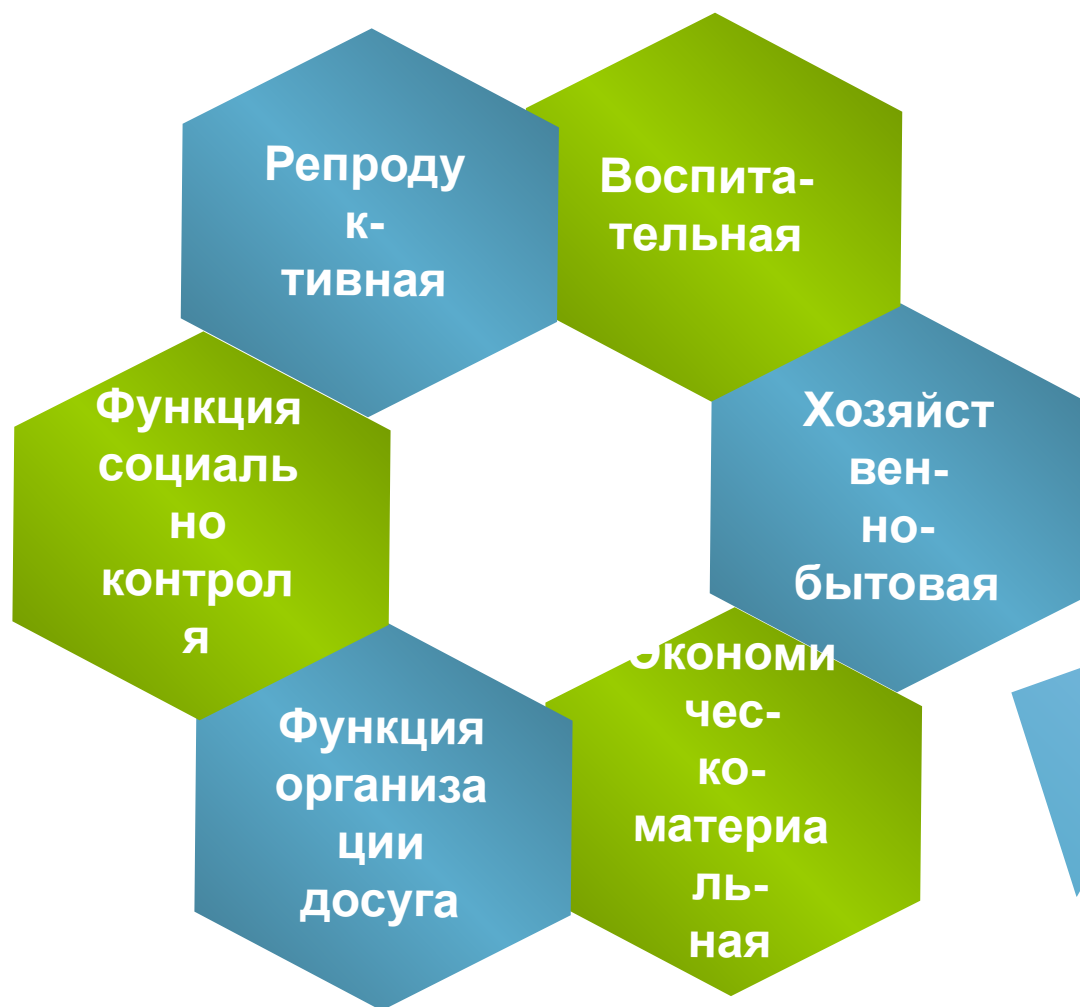 Репроду
к-
тивная
Воспита-
тельная
Хозяйст
вен-
но-
бытовая
Экономи
чес-
ко-
материа
ль-
ная
Функция
организа
ции
досуга
Функция
социаль
но
контрол
я